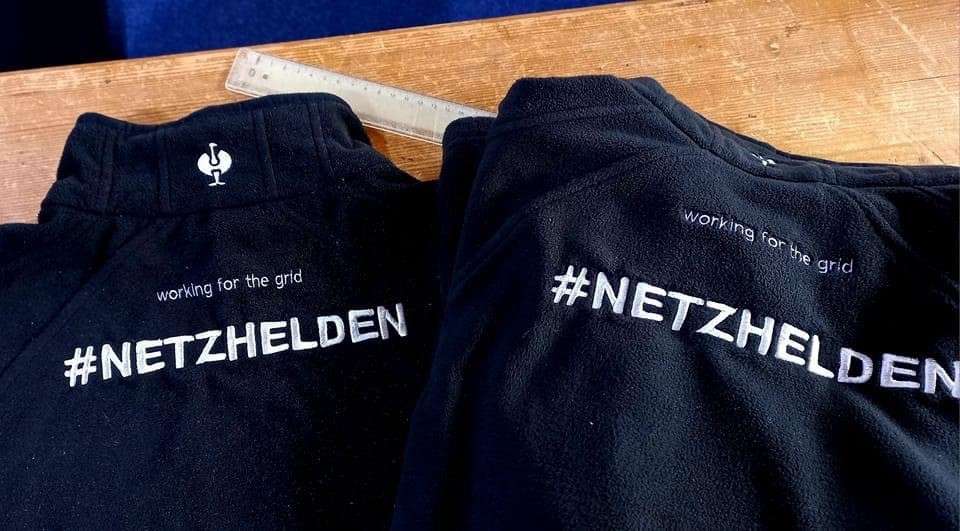 working for the grid
#NETZHELDEN
working for the grid
#NETZHELDEN